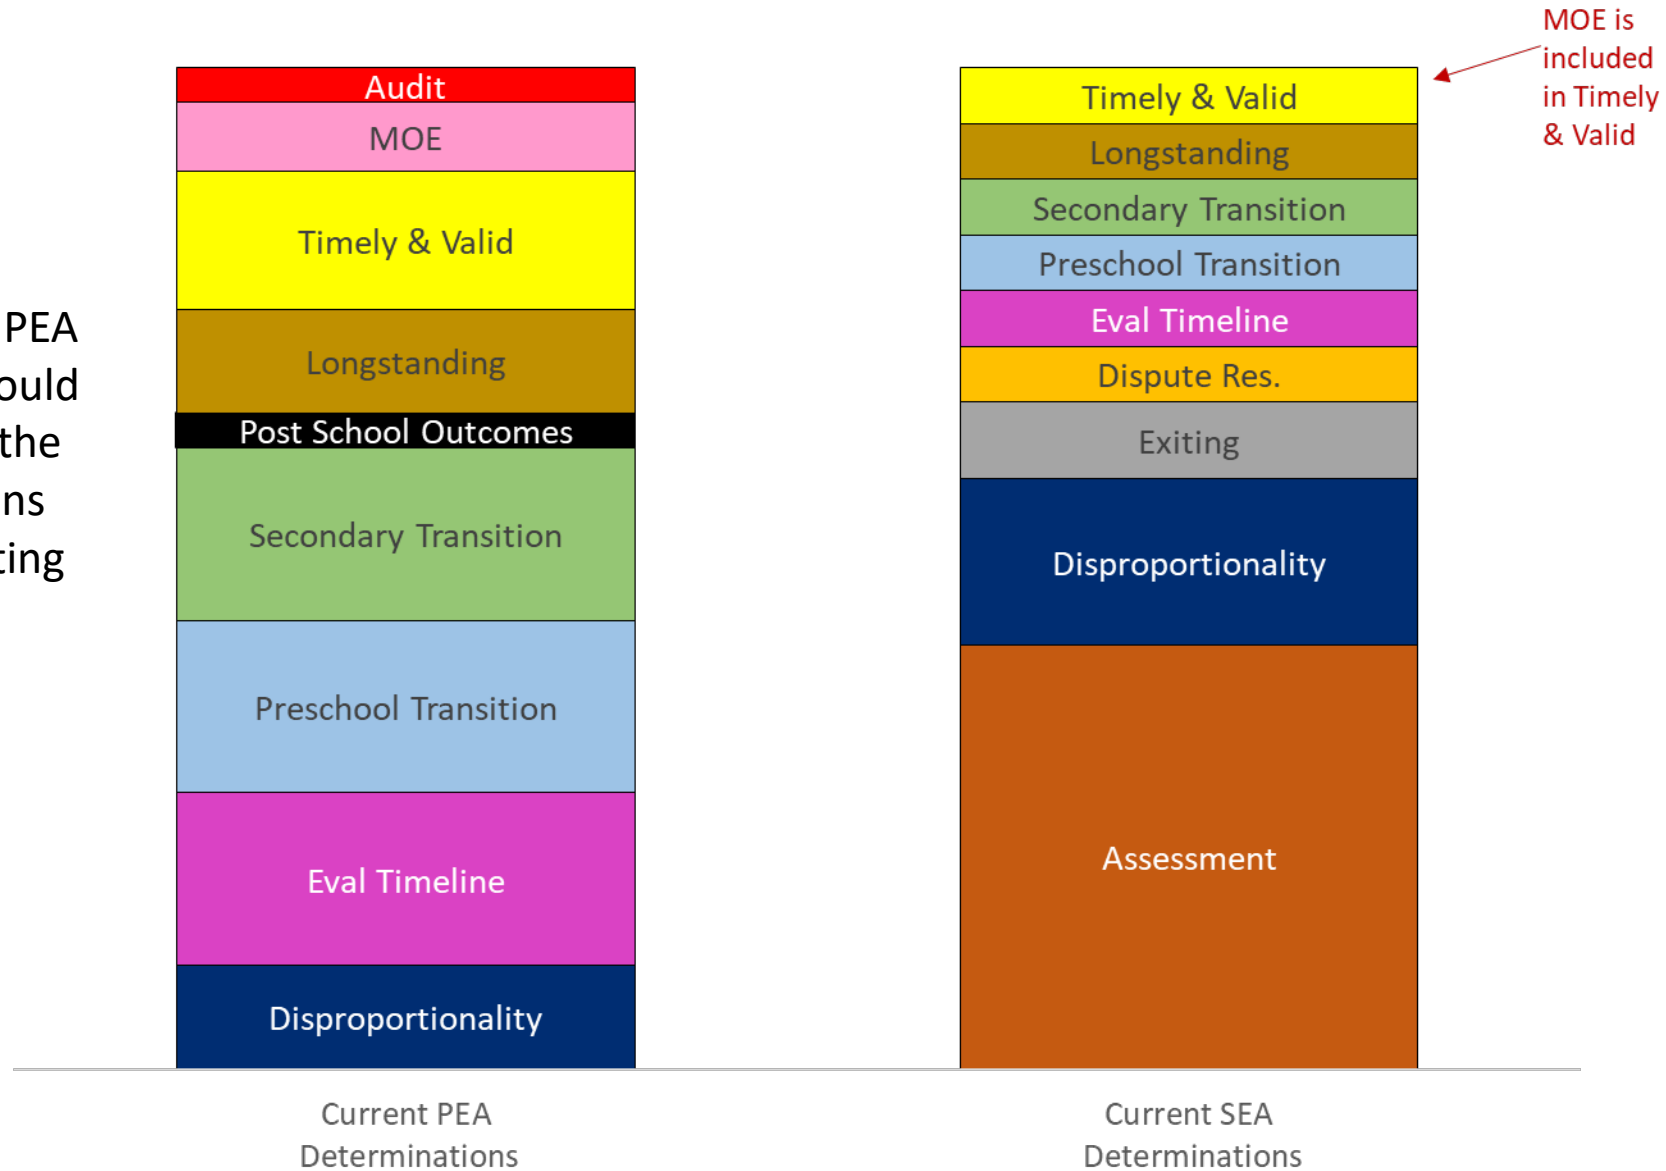 PEA
ould
the
ns
ting
Audit
MOE
Timely & Valid
Longstanding
Post School Outcomes
Secondary Transition
Preschool Transition
Eval Timeline
Disproportionality
Current PEA
Determinations
Timely & Valid
Longstanding
Secondary Transition
Preschool Transition
Eval Timeline
Dispute Res.
Exiting
Disproportionality
Assessment
Current SEA
Determinations
MOE is
included
in Timely
& Valid